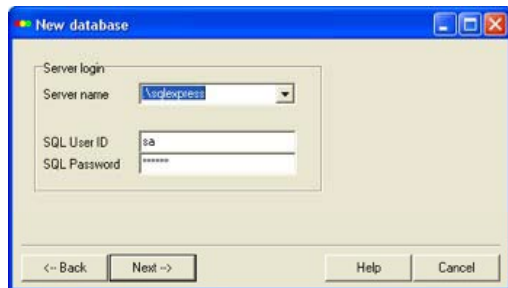 New database
Server login
Server name .\sqlexpress
SQL User ID sa
SQL Password ******
<-- Back Next --> Help Cancel